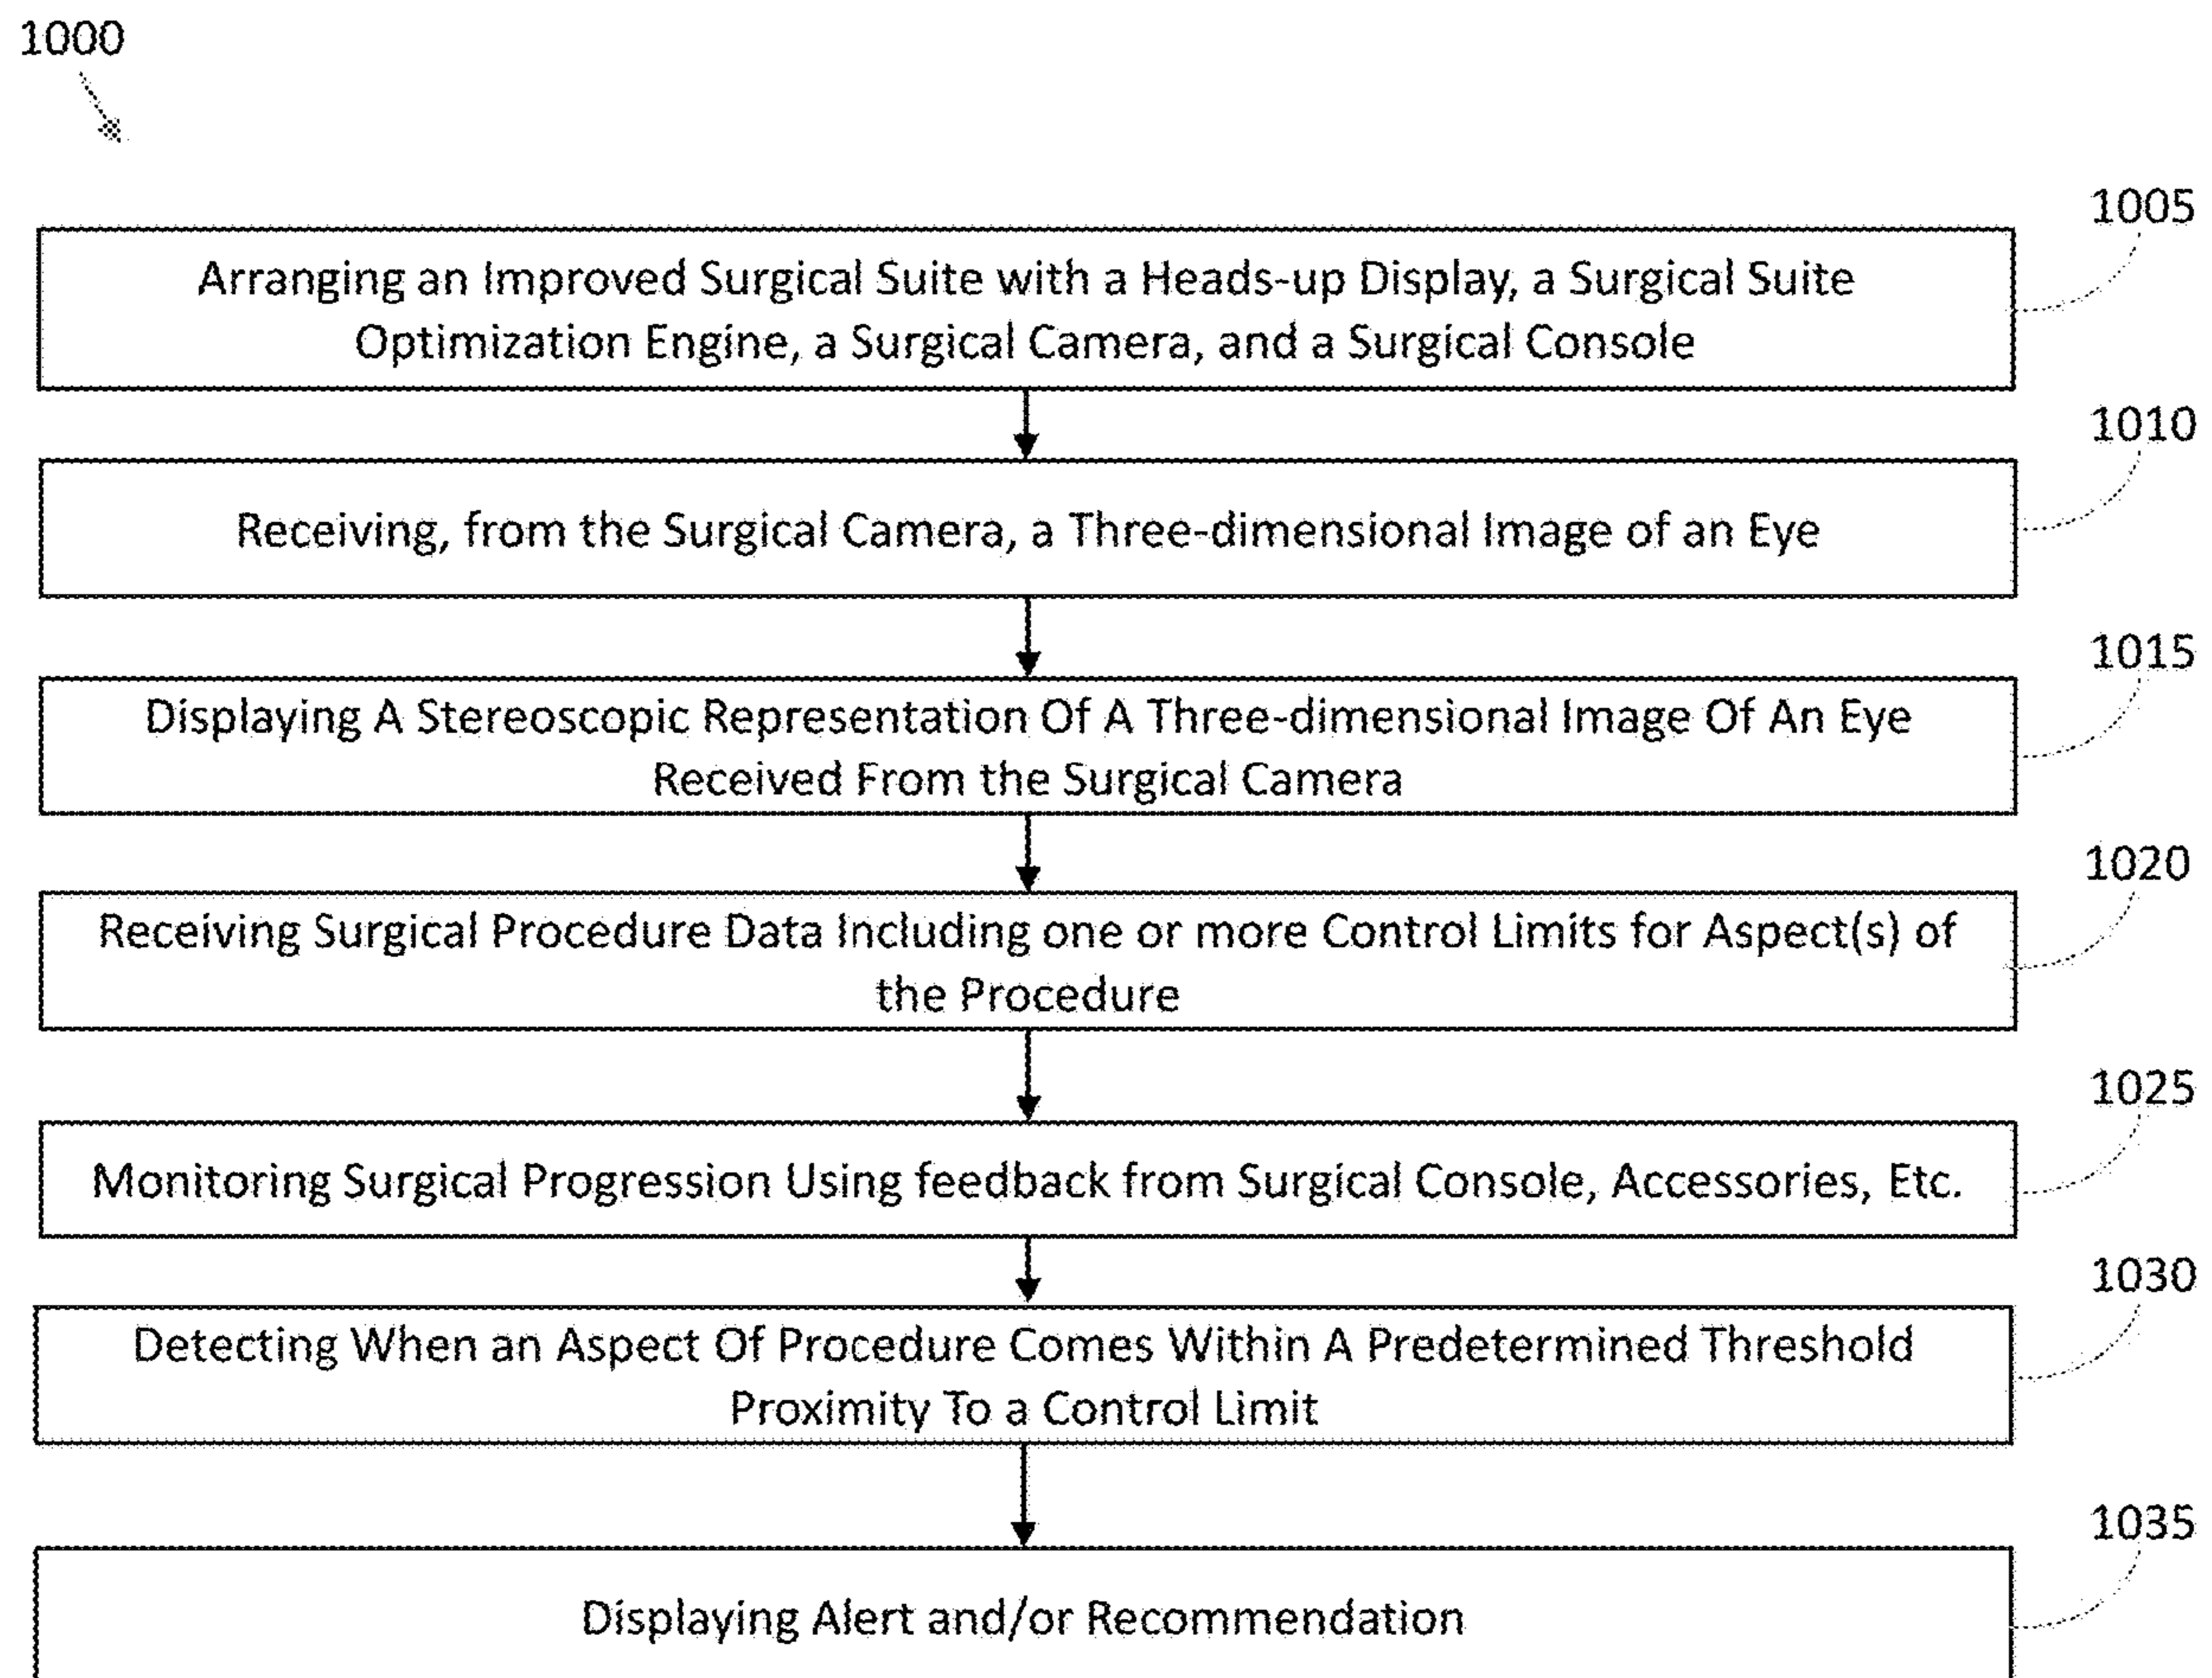 1000
1005
Arranging an Improved Surgical Suite with a Heads-up Display, a Surgical Suite
Optimization Engine, a Surgical Camera, and a Surgical Console
1010
Receiving, from the Surgical Camera, a Three-dimensional Image of an Eye
1015
Displaying A Stereoscopic Representation Of A Three-dimensional Image Of An Eye
Received From the Surgical Camera
1020
Receiving Surgical Procedure Data Including one or more Control Limits for Aspect(s) of
the Procedure
1025
Monitoring Surgical Progression Using feedback from Surgical Console, Accessories, Etc.
1030
Detecting When an Aspect Of Procedure Comes Within A Predetermined Threshold
Proximity To a Control Limit
1035
Displaying Alert and/or Recommendation